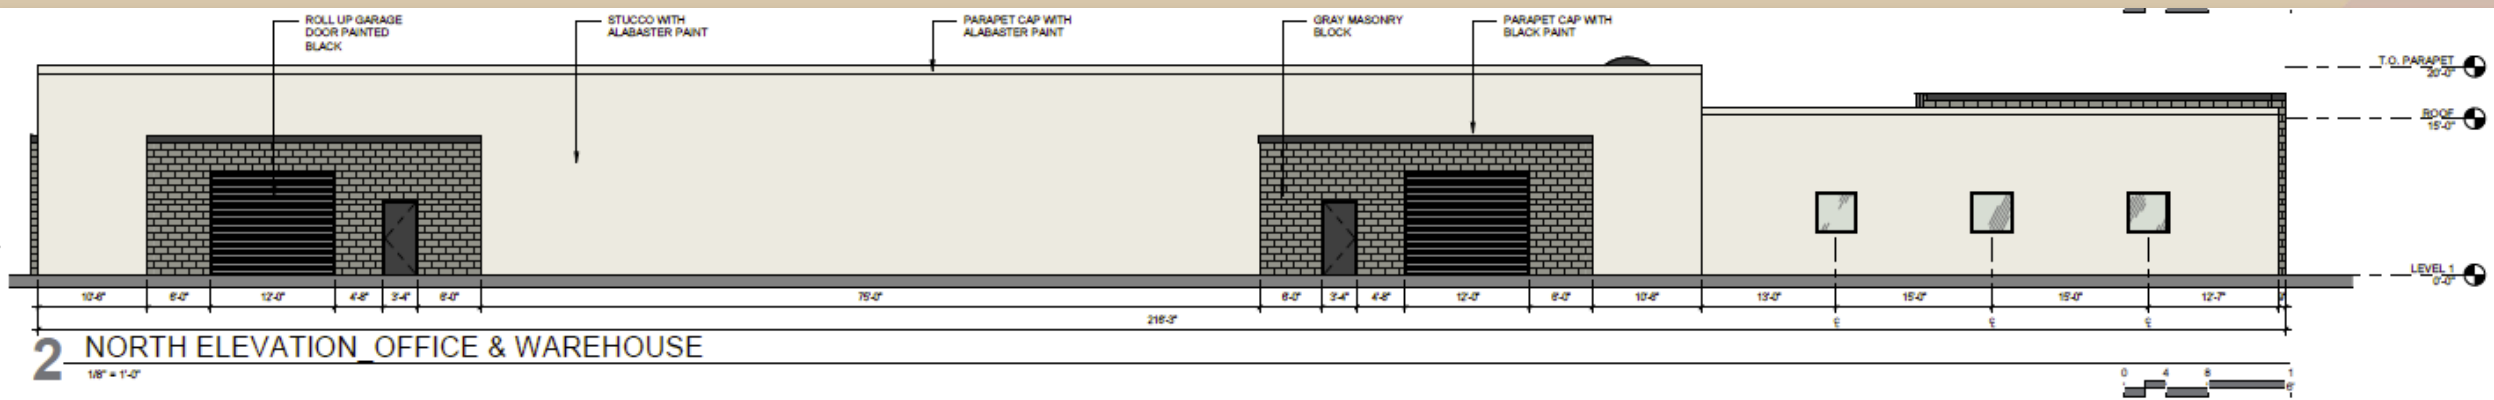 ROLL UP GARAGE
DOOR PAINTED
BLACK
STUCCO WITH
ALABASTER PAINT
PARAPET CAP WITH
ALABASTER PAINT
GRAY MASONRY
BLOCK
PARAPET CAP WITH
BLACK PAINT
T.O. PARAPET
20'-0"
ROOF
15'-0"
LEVEL 1
0'-0"
10'-6" 6'-0" 12'-0" 4'-8" 3'-4" 6'-0" 75'-0" 6'-0" 3'-4" 4'-8" 12'-0" 6'-0" 10'-6" 13'-0" 15'-0" 15'-0" 12'-7"
216'-3"
2 NORTH ELEVATION_OFFICE & WAREHOUSE
1/8" = 1'-0"
0 4 8 1
6'